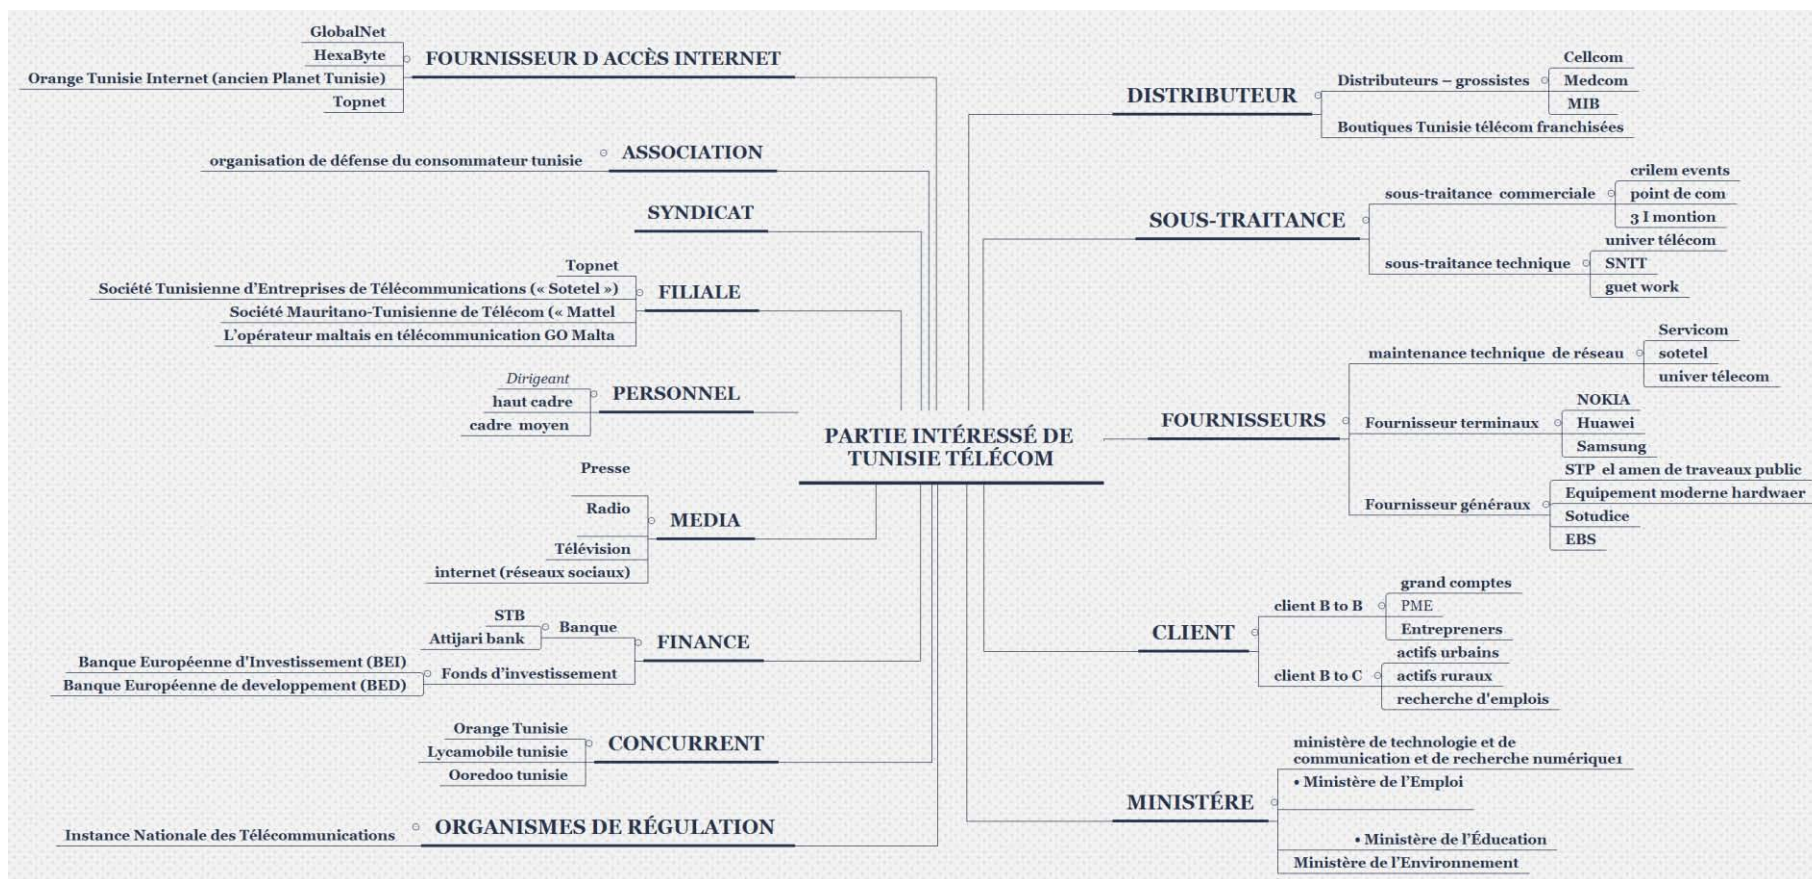 GlobalNet
HexaByte
Orange Tunisie Internet (ancien Planet Tunisie)
Topnet
FOURNISSEUR D ACCÈS INTERNET
organisation de défense du consommateur tunisie
ASSOCIATION
SYNDICAT
Topnet
Société Tunisienne d'Entreprises de Télécommunications (« Sotetel »)
Société Mauritano-Tunisienne de Télécom (« Mattel
L'opérateur maltais en télécommunication GO Malta
FILIALE
Dirigeant
haut cadre
cadre moyen
PERSONNEL
Presse
Radio
Télévision
internet (réseaux sociaux)
MEDIA
STB
Attijari bank
Banque
Banque Européenne d'Investissement (BEI)
Banque Européenne de developpement (BED)
Fonds d'investissement
FINANCE
Orange Tunisie
Lycamobile tunisie
Ooredoo tunisie
CONCURRENT
Instance Nationale des Télécommunications
ORGANISMES DE RÉGULATION
PARTIE INTÉRESSÉ DE
TUNISIE TÉLÉCOM
DISTRIBUTEUR
Distributeurs – grossistes
Cellcom
Medcom
MIB
Boutiques Tunisie télécom franchisées
SOUS-TRAITANCE
sous-traitance commerciale
crilem events
point de com
3 I montion
sous-traitance technique
univer télécom
SNTT
guet work
FOURNISSEURS
maintenance technique de réseau
Servicom
sotetel
univer télecom
Fournisseur terminaux
NOKIA
Huawei
Samsung
Fournisseur généraux
STP el amen de traveaux public
Equipement moderne hardwaer
Sotudice
EBS
CLIENT
client B to B
grand comptes
PME
Entrepreners
client B to C
actifs urbains
actifs ruraux
recherche d'emplois
MINISTÉRE
ministère de technologie et de
communication et de recherche numérique1
• Ministère de l'Emploi
• Ministère de l'Éducation
Ministère de l'Environnement